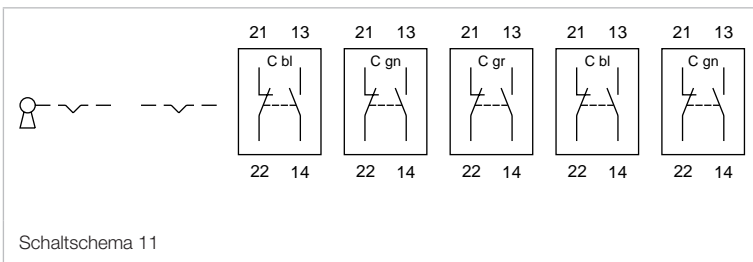 21 13 21 13 21 13 21 13 21 13
C bl C gn C gr C bl C gn
22 14 22 14 22 14 22 14 22 14
Schaltschema 11